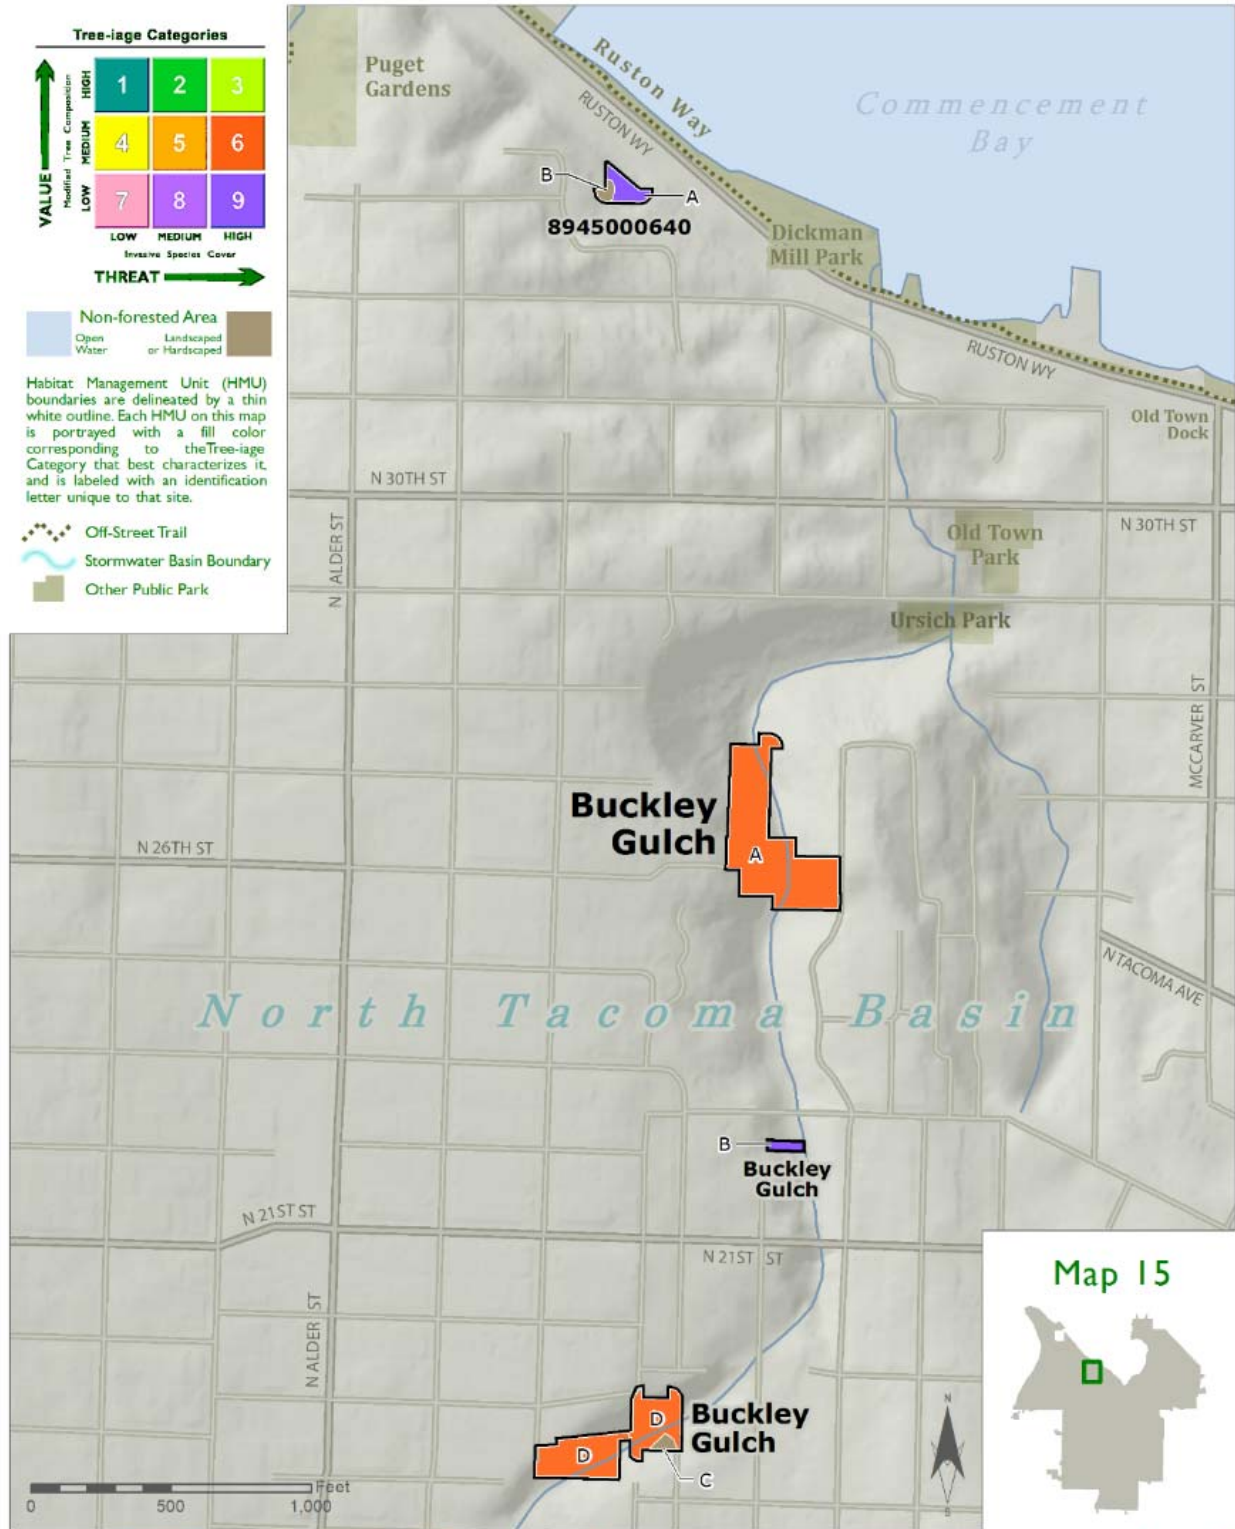 Tree-iage Categories
VALUE
Modified Tree Composition
HIGH
MEDIUM
LOW
1 2 3
4 5 6
7 8 9
LOW MEDIUM HIGH
Invasive Species Cover
THREAT
Non-forested Area
Open
Water
Landscaped
or Hardscaped
Habitat Management Unit (HMU)
boundaries are delineated by a thin
white outline. Each HMU on this map
is portrayed with a fill color
corresponding to theTree-iage
Category that best characterizes it,
and is labeled with an identification
letter unique to that site.
Off-Street Trail
Stormwater Basin Boundary
Other Public Park
Puget
Gardens
Ruston Way
RUSTON WY
Commencement
Bay
B
A
8945000640
Dickman
Mill Park
RUSTON WY
Old Town
Dock
N 30TH ST
N 30TH ST
N ALDER ST
Old Town
Park
Ursich Park
MCCARVER ST
Buckley
Gulch
A
N 26TH ST
N TACOMA AVE
North Tacoma Basin
B
Buckley
Gulch
N 21ST ST
N 21ST ST
N ALDER ST
Buckley
Gulch
D
D
C
Feet
0 500 1,000
N
S
Map 15